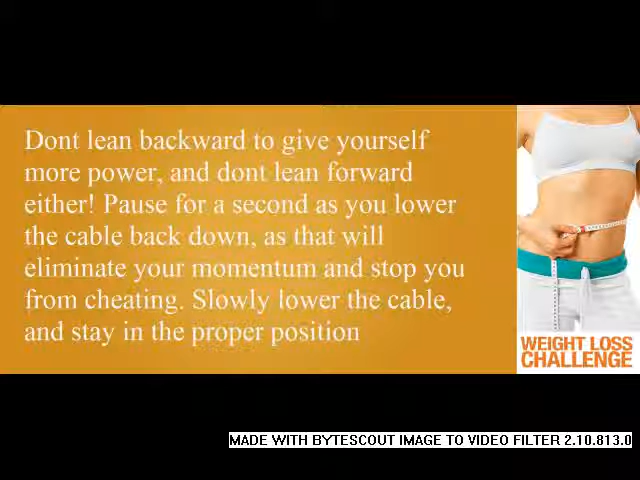 Dont lean backward to give yourself
more power, and dont lean forward
either! Pause for a second as you lower
the cable back down, as that will
eliminate your momentum and stop you
from cheating. Slowly lower the cable,
and stay in the proper position
WEIGHT LOSS
CHALLENGE
MADE WITH BYTESCOUT IMAGE TO VIDEO FILTER 2.10.813.0